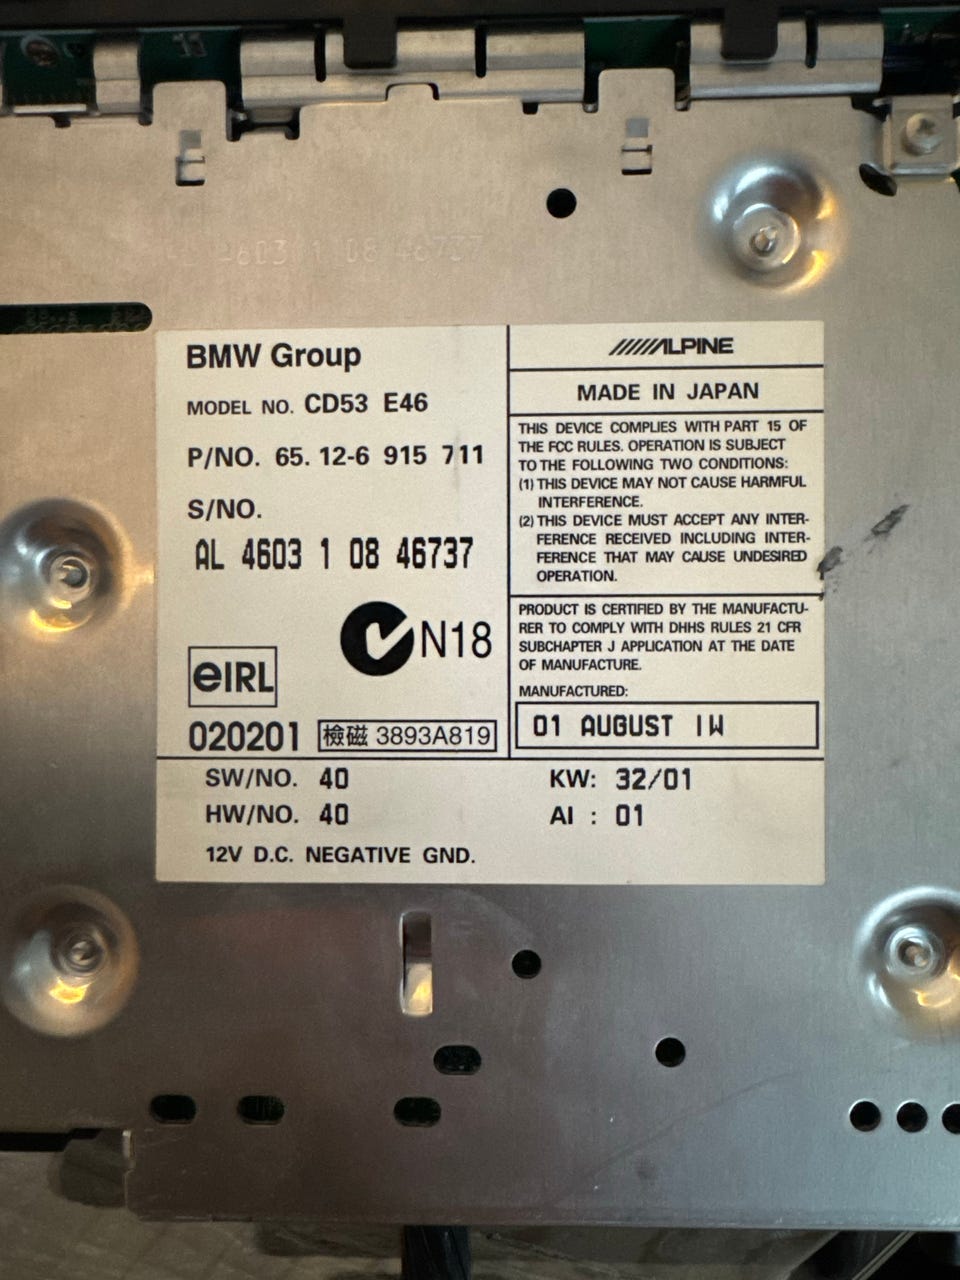 4603 1 08 46737
BMW Group
MODEL NO. CD53 E46
P/NO. 65. 12-6 915 711
S/NO.
AL 4603 1 08 46737
N18
eIRL
020201 檢磁 3893A819
ALPINE
MADE IN JAPAN
THIS DEVICE COMPLIES WITH PART 15 OF
THE FCC RULES. OPERATION IS SUBJECT
TO THE FOLLOWING TWO CONDITIONS:
(1) THIS DEVICE MAY NOT CAUSE HARMFUL
INTERFERENCE.
(2) THIS DEVICE MUST ACCEPT ANY INTER-
FERENCE RECEIVED INCLUDING INTER-
FERENCE THAT MAY CAUSE UNDESIRED
OPERATION.
PRODUCT IS CERTIFIED BY THE MANUFACTU-
RER TO COMPLY WITH DHHS RULES 21 CFR
SUBCHAPTER J APPLICATION AT THE DATE
OF MANUFACTURE.
MANUFACTURED:
01 AUGUST 1W
SW/NO. 40 KW: 32/01
HW/NO. 40 AI : 01
12V D.C. NEGATIVE GND.